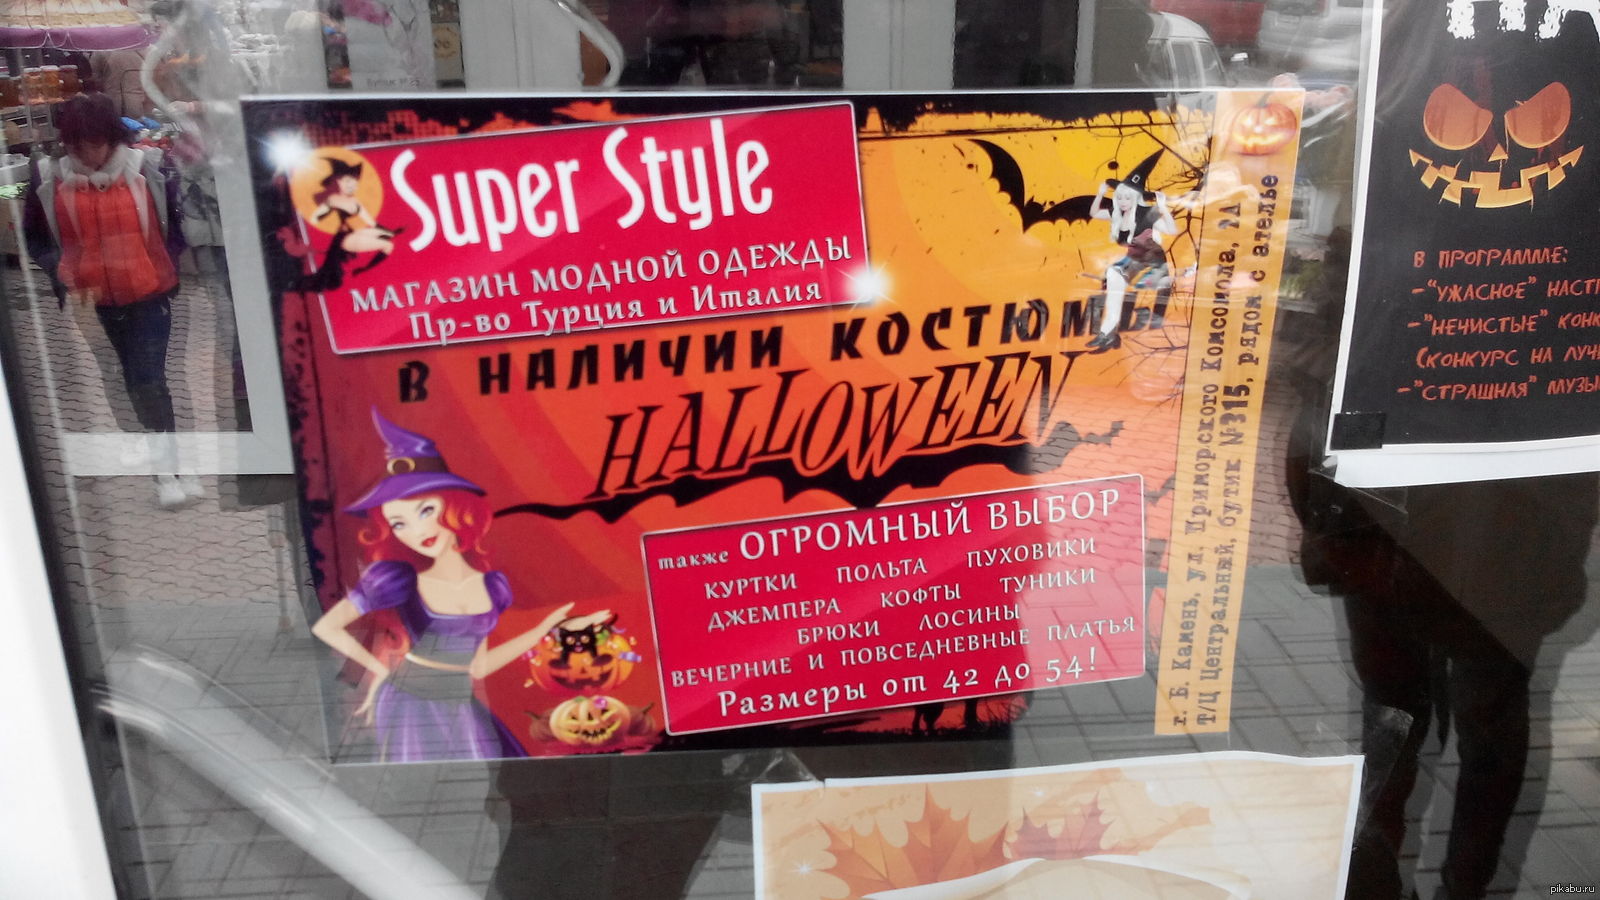 Super Style
МАГАЗИН МОДНОЙ ОДЕЖДЫ
Пр-во Турция и Италия
В НАЛИЧИИ КОСТЮМЫ
HALLOWEEN
также ОГРОМНЫЙ ВЫБОР
КУРТКИ ПОЛЬТА ПУХОВИКИ
ДЖЕМПЕРА КОФТЫ ТУНИКИ
БРЮКИ ЛОСИНЫ
ВЕЧЕРНИЕ И ПОВСЕДНЕВНЫЕ ПЛАТЬЯ
Размеры от 42 до 54!
г. Б. Камень, ул. Приморского Комсомола, 2А
Т/Ц Центральный, бутик №315, рядом с ателье
В ПРОГРАММЕ:
-"УЖАСНОЕ" НАСТР
-"НЕЧИСТЫЕ" КОНК
(КОНКУРС НА ЛУЧ
-"СТРАШНАЯ" МУЗЫ
pikabu.ru